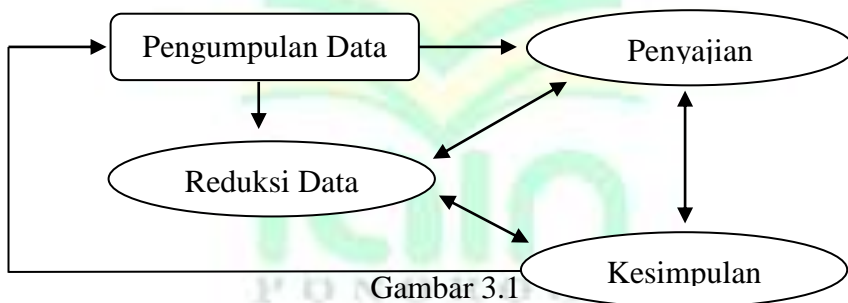 Pengumpulan Data
Penyajian
Reduksi Data
Kesimpulan
Gambar 3.1